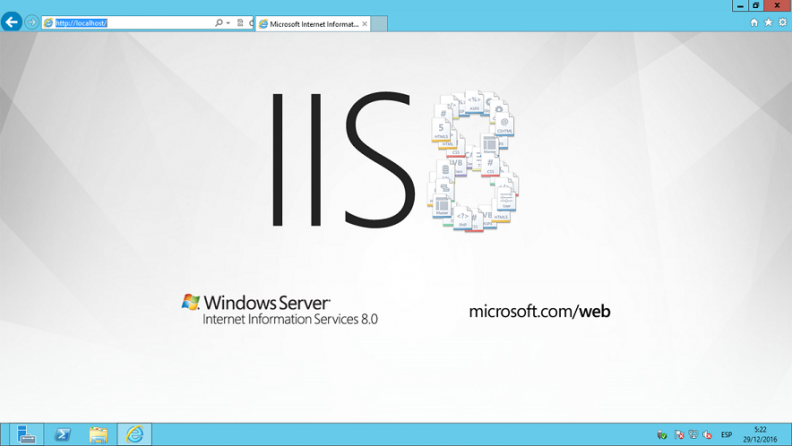 http://localhost/
Microsoft Internet Informat...
IIS
Windows Server
Internet Information Services 8.0
microsoft.com/web
ESP
5:22
29/12/2016